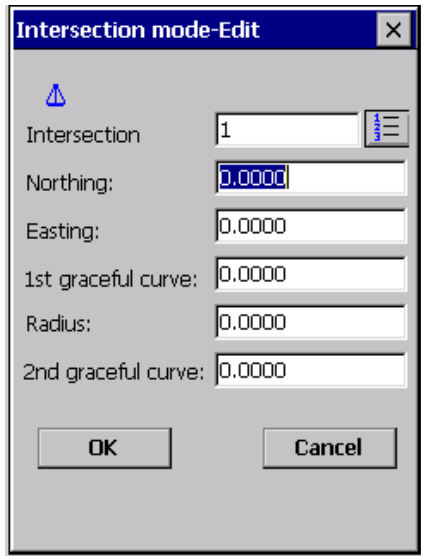 Intersection mode-Edit
Intersection 1
Northing: 0.0000
Easting: 0.0000
1st graceful curve: 0.0000
Radius: 0.0000
2nd graceful curve: 0.0000
OK Cancel